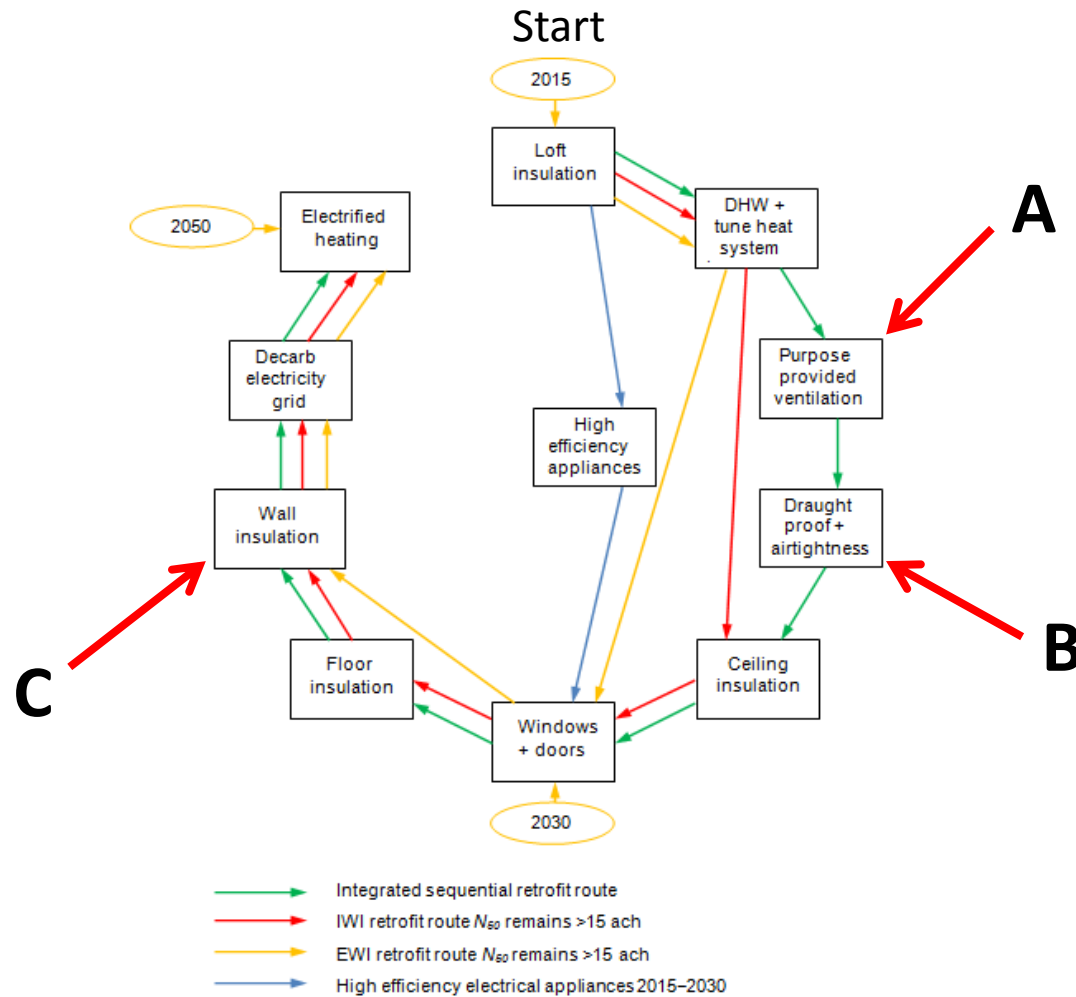 Start
2015
Loft
insulation
DHW +
tune heat
system
A
2050
Electrified
heating
Purpose
provided
ventilation
Decarb
electricity
grid
High
efficiency
appliances
Draught
proof +
airtightness
Wall
insulation
B
C
Floor
insulation
Ceiling
insulation
Windows
+ doors
2030
Integrated sequential retrofit route
IWI retrofit route N50 remains >15 ach
EWI retrofit route N50 remains >15 ach
High efficiency electrical appliances 2015–2030